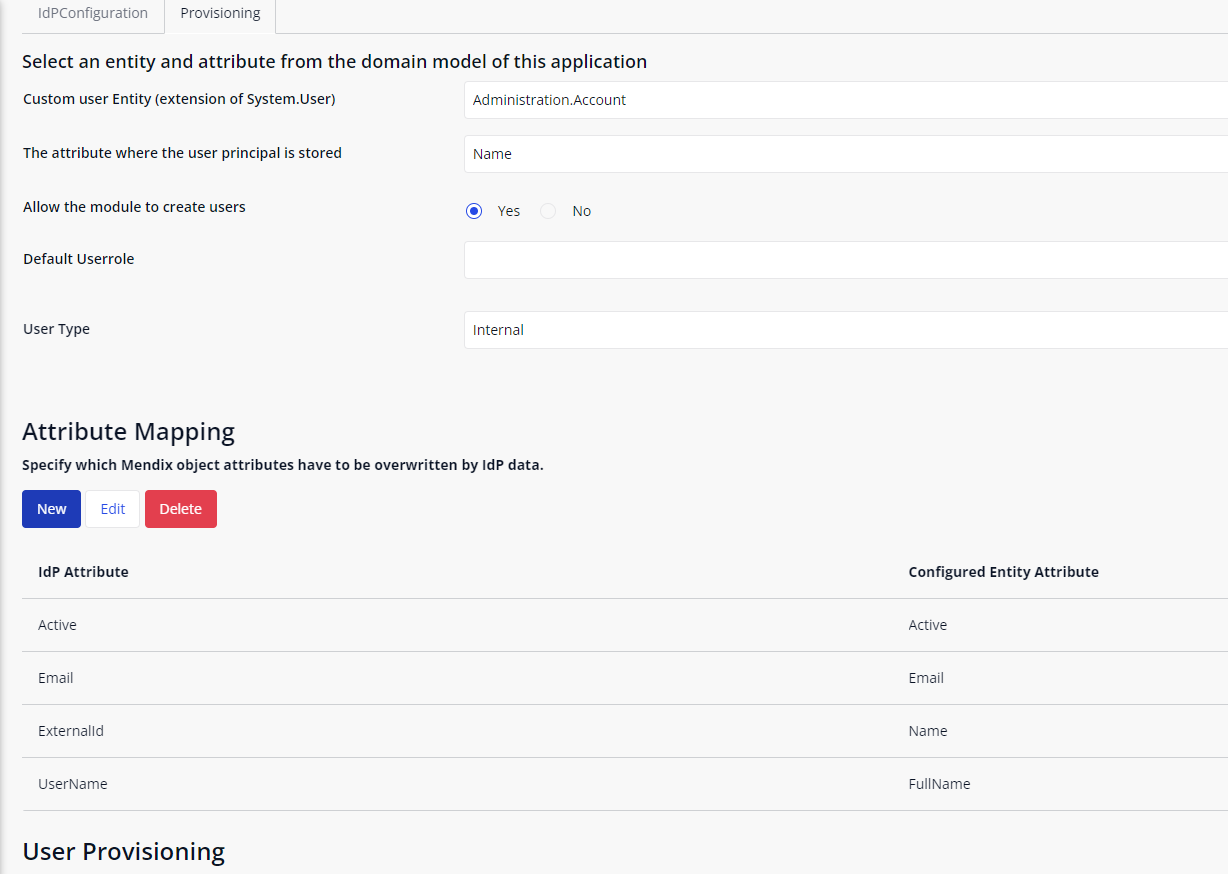 IdPConfiguration Provisioning
Select an entity and attribute from the domain model of this application
Custom user Entity (extension of System.User) Administration.Account
The attribute where the user principal is stored Name
Allow the module to create users Yes No
Default Userrole
User Type Internal
Attribute Mapping
Specify which Mendix object attributes have to be overwritten by IdP data.
New Edit Delete
IdP Attribute Configured Entity Attribute
Active Active
Email Email
ExternalId Name
UserName FullName
User Provisioning